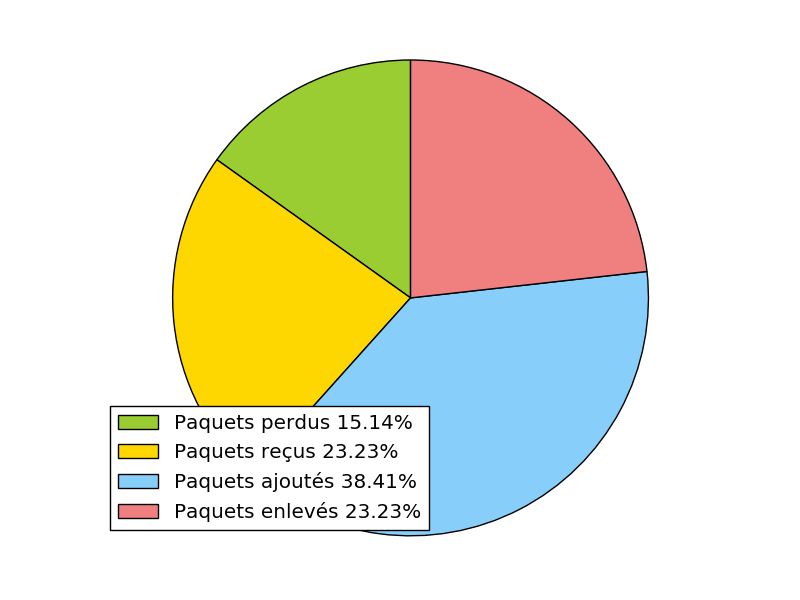 Paquets perdus 15.14%
Paquets reçus 23.23%
Paquets ajoutés 38.41%
Paquets enlevés 23.23%